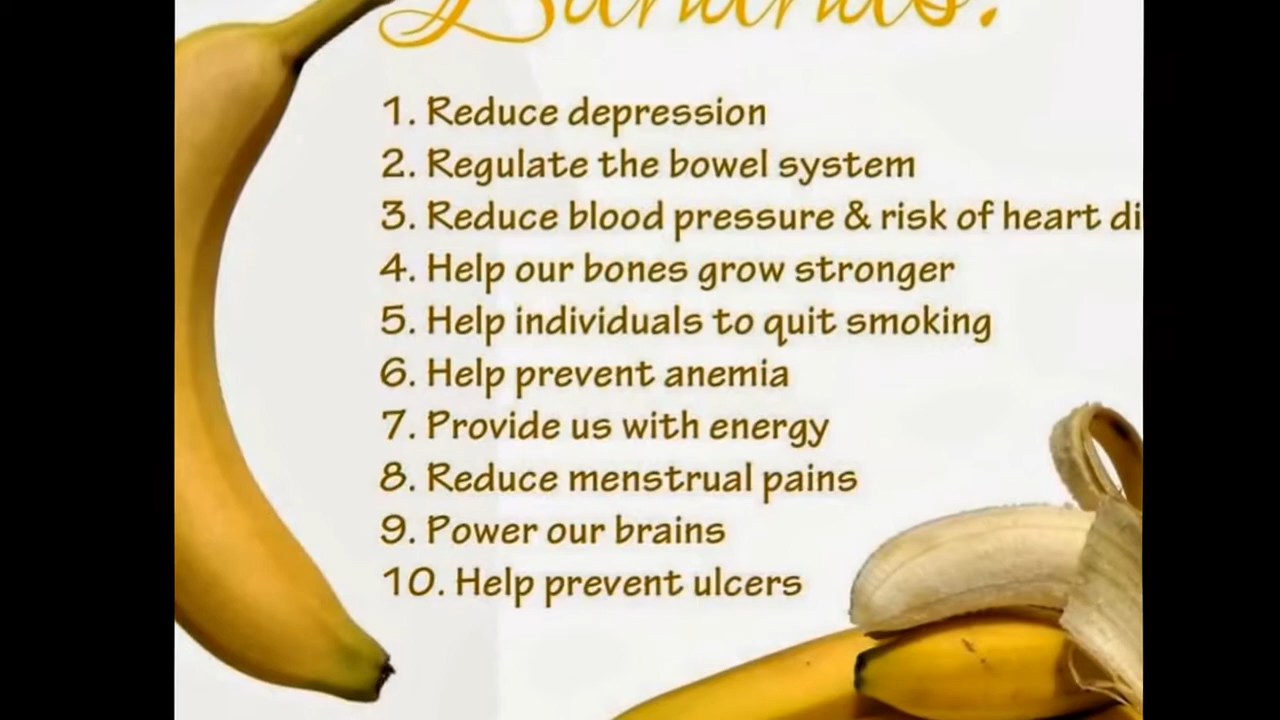 Bananas:
1. Reduce depression
2. Regulate the bowel system
3. Reduce blood pressure & risk of heart di
4. Help our bones grow stronger
5. Help individuals to quit smoking
6. Help prevent anemia
7. Provide us with energy
8. Reduce menstrual pains
9. Power our brains
10. Help prevent ulcers